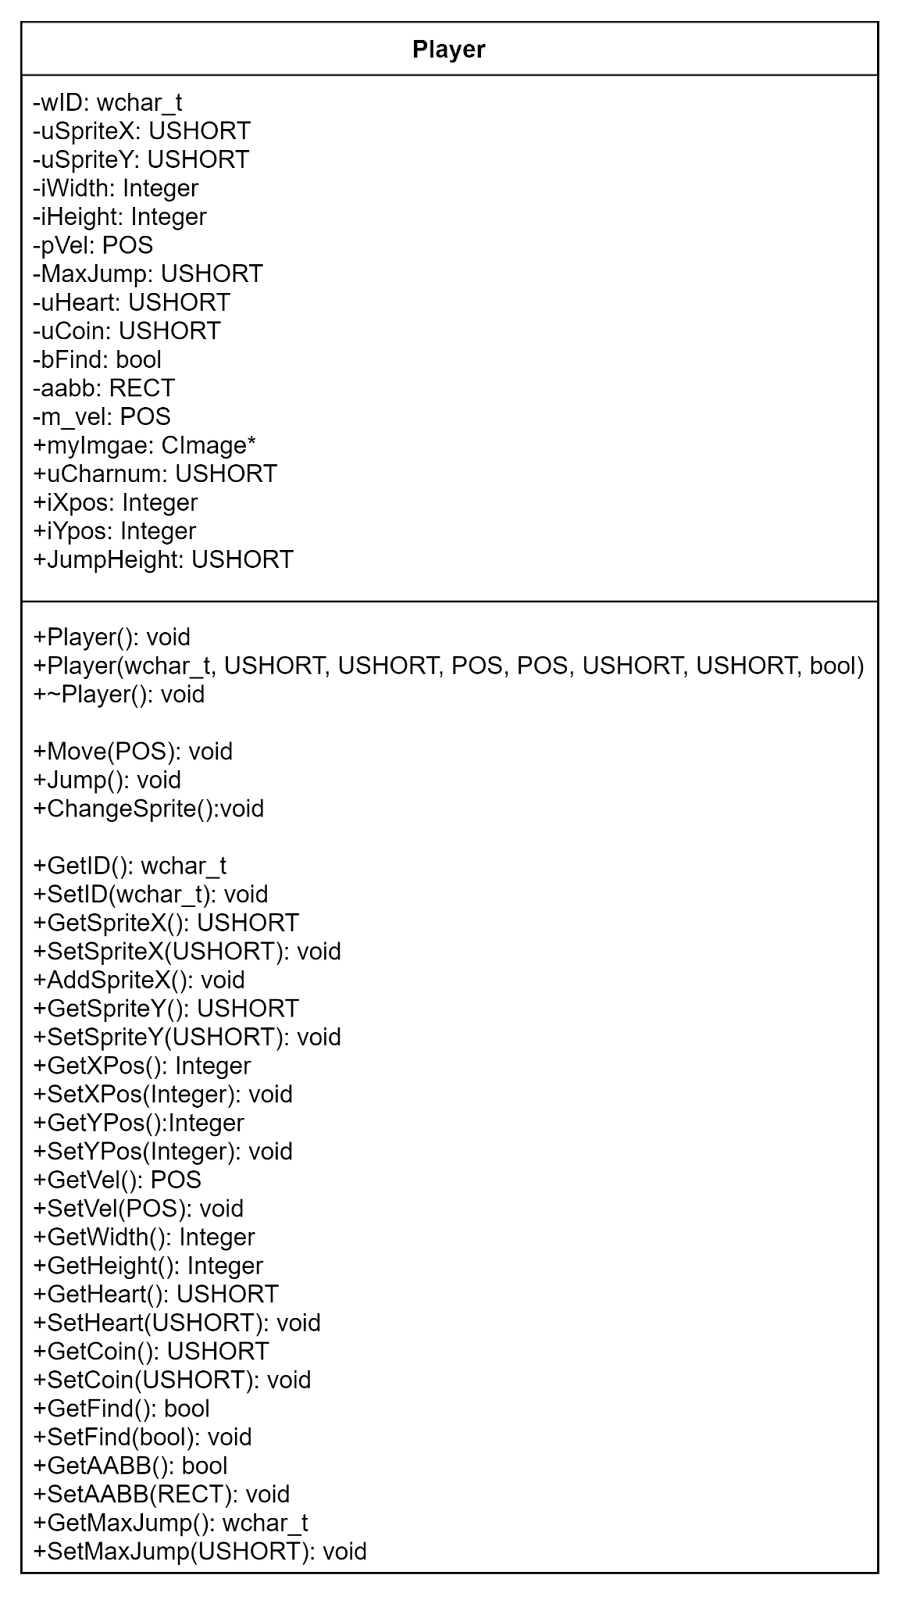 Player
-wID: wchar_t
-uSpriteX: USHORT
-uSpriteY: USHORT
-iWidth: Integer
-iHeight: Integer
-pVel: POS
-MaxJump: USHORT
-uHeart: USHORT
-uCoin: USHORT
-bFind: bool
-aabb: RECT
-m_vel: POS
+myImgae: CImage*
+uCharnum: USHORT
+iXpos: Integer
+iYpos: Integer
+JumpHeight: USHORT
+Player(): void
+Player(wchar_t, USHORT, USHORT, POS, POS, USHORT, USHORT, bool)
+~Player(): void
+Move(POS): void
+Jump(): void
+ChangeSprite():void
+GetID(): wchar_t
+SetID(wchar_t): void
+GetSpriteX(): USHORT
+SetSpriteX(USHORT): void
+AddSpriteX(): void
+GetSpriteY(): USHORT
+SetSpriteY(USHORT): void
+GetXPos(): Integer
+SetXPos(Integer): void
+GetYPos():Integer
+SetYPos(Integer): void
+GetVel(): POS
+SetVel(POS): void
+GetWidth(): Integer
+GetHeight(): Integer
+GetHeart(): USHORT
+SetHeart(USHORT): void
+GetCoin(): USHORT
+SetCoin(USHORT): void
+GetFind(): bool
+SetFind(bool): void
+GetAABB(): bool
+SetAABB(RECT): void
+GetMaxJump(): wchar_t
+SetMaxJump(USHORT): void